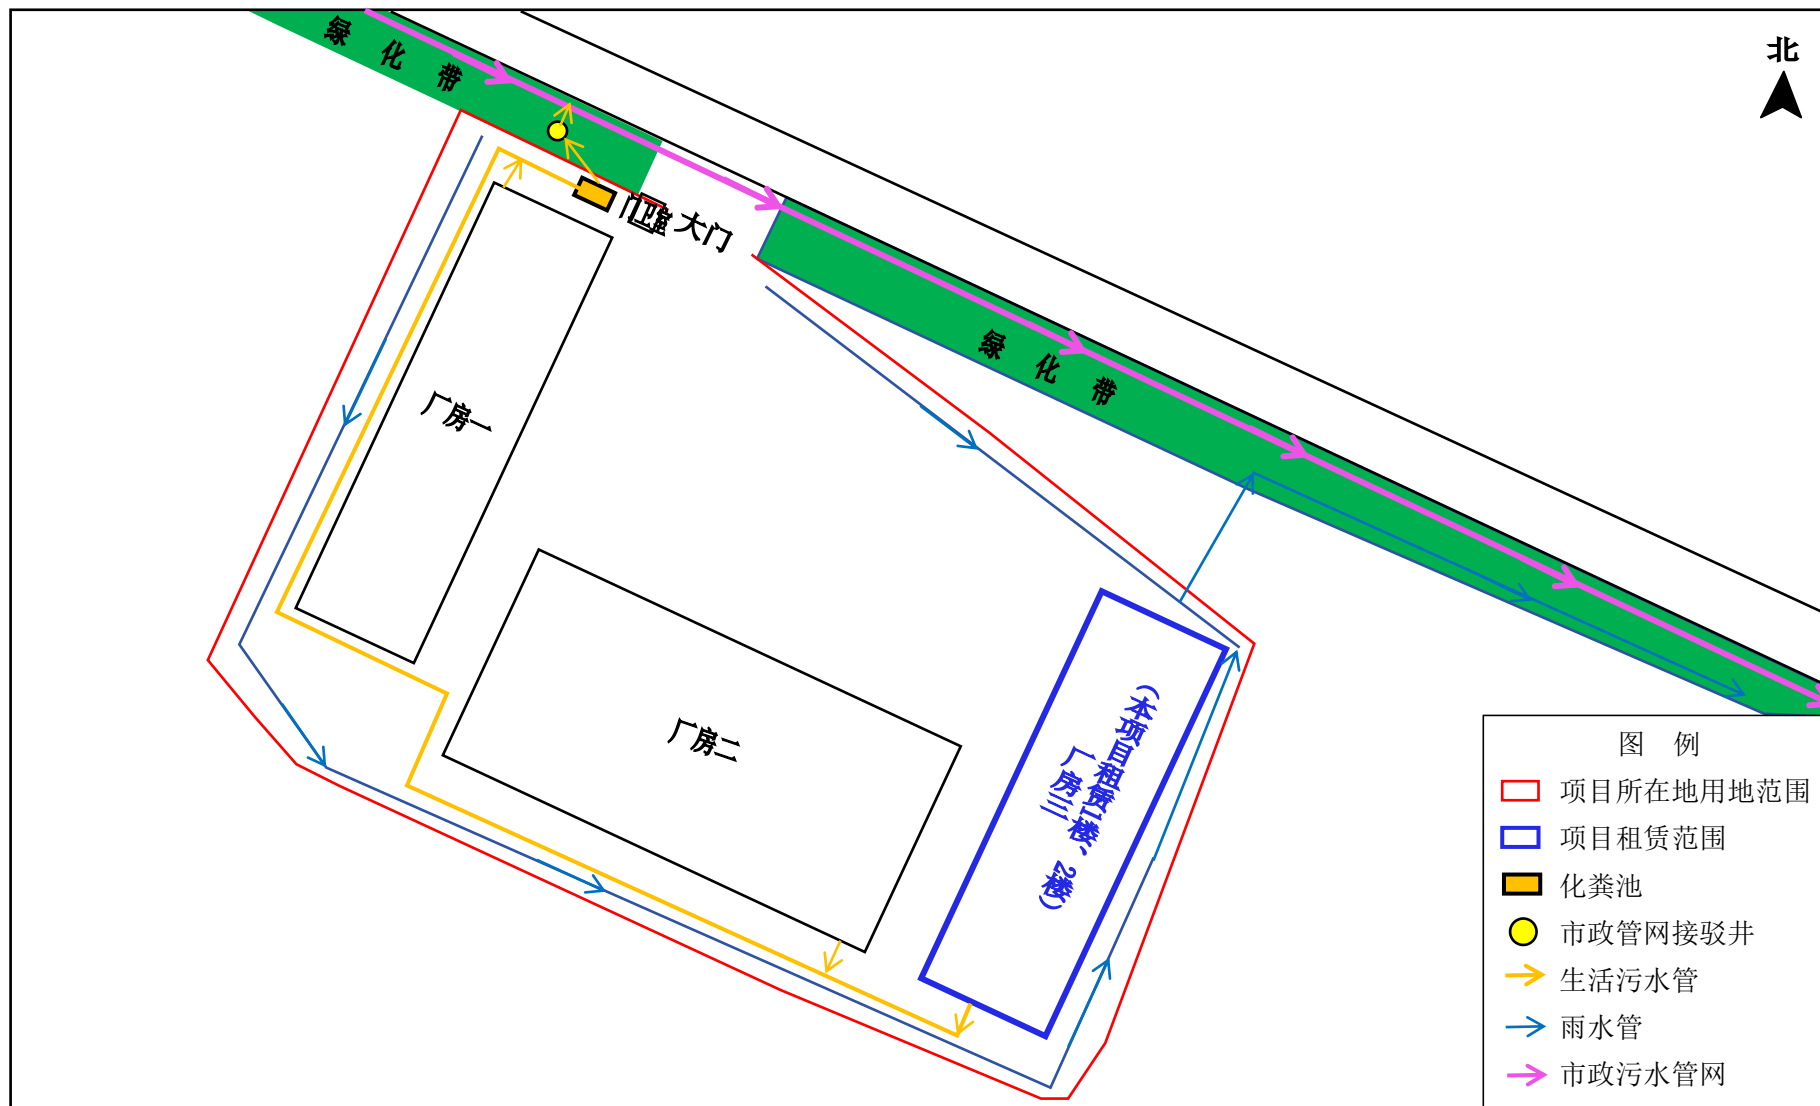 北
绿化带
门卫室 大门
绿化带
厂房一
厂房二
(本项目租赁1楼、2楼)
厂房三
图 例
项目所在地用地范围
项目租赁范围
化粪池
市政管网接驳井
生活污水管
雨水管
市政污水管网